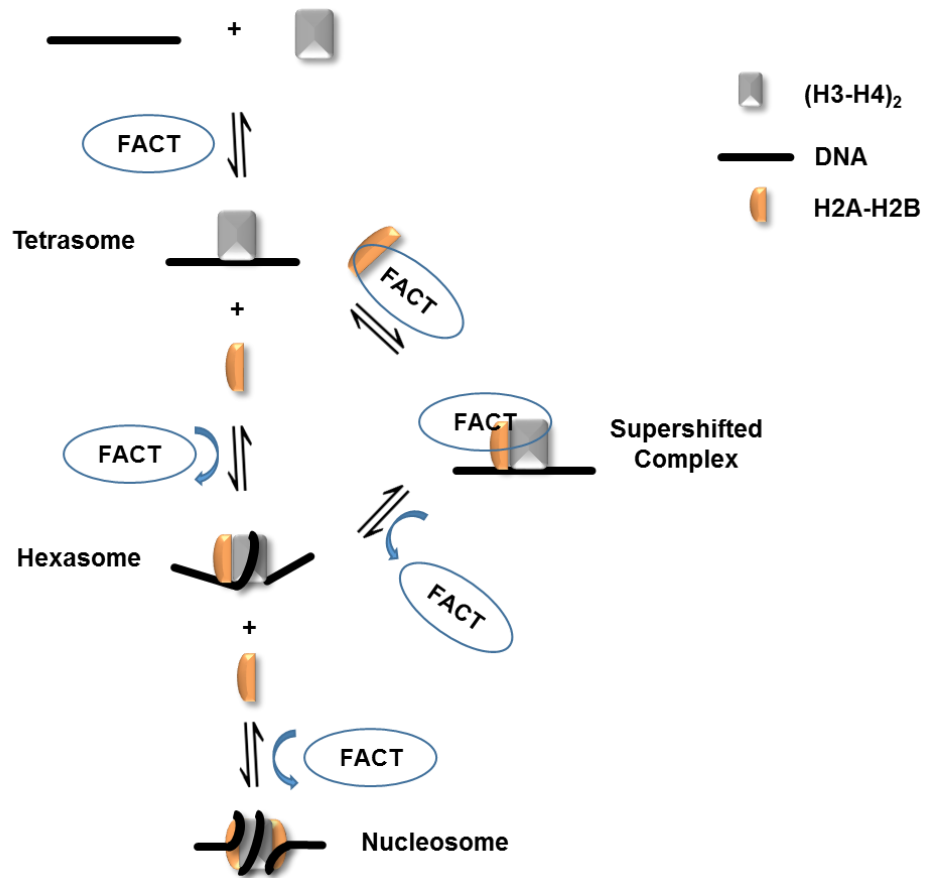 +
(H3-H4)₂
FACT
DNA
H2A-H2B
Tetrasome
FACT
+
FACT
Supershifted
Complex
FACT
Hexasome
FACT
+
FACT
Nucleosome